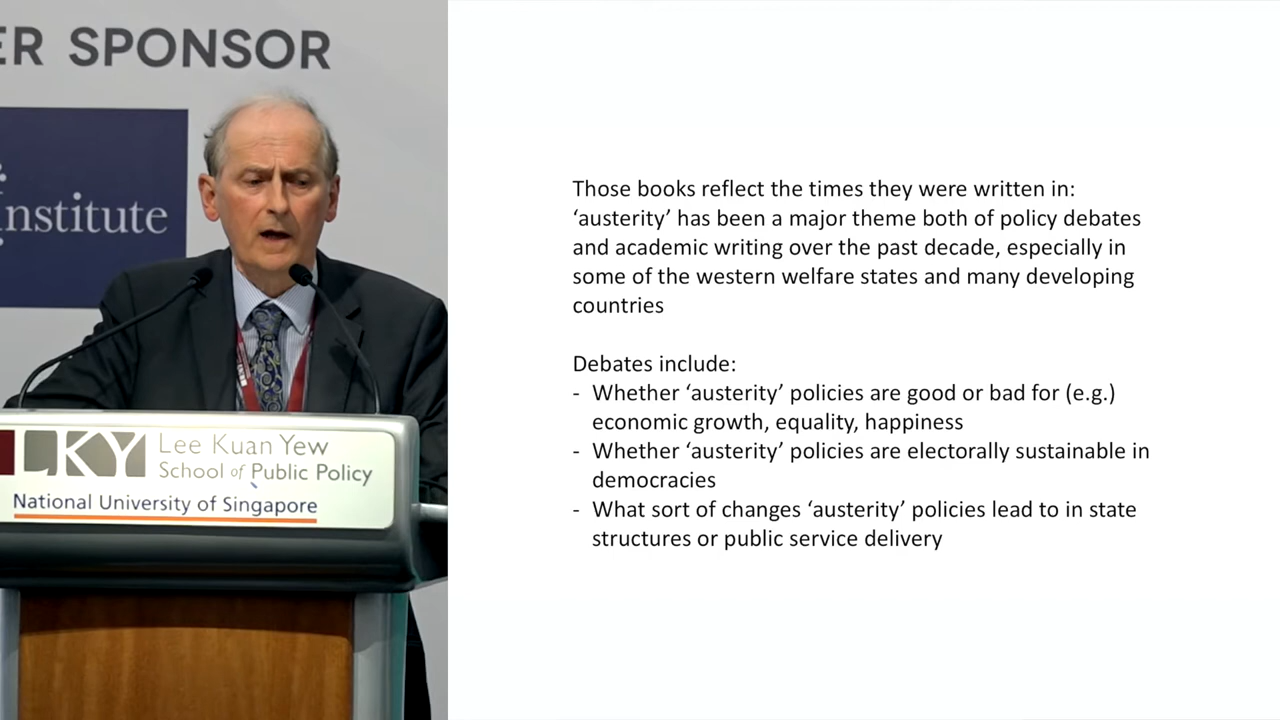 ER SPONSOR
institute
LKY
Lee Kuan Yew
School of Public Policy
National University of Singapore
Those books reflect the times they were written in:
‘austerity’ has been a major theme both of policy debates
and academic writing over the past decade, especially in
some of the western welfare states and many developing
countries
Debates include:
- Whether ‘austerity’ policies are good or bad for (e.g.)
economic growth, equality, happiness
- Whether ‘austerity’ policies are electorally sustainable in
democracies
- What sort of changes ‘austerity’ policies lead to in state
structures or public service delivery